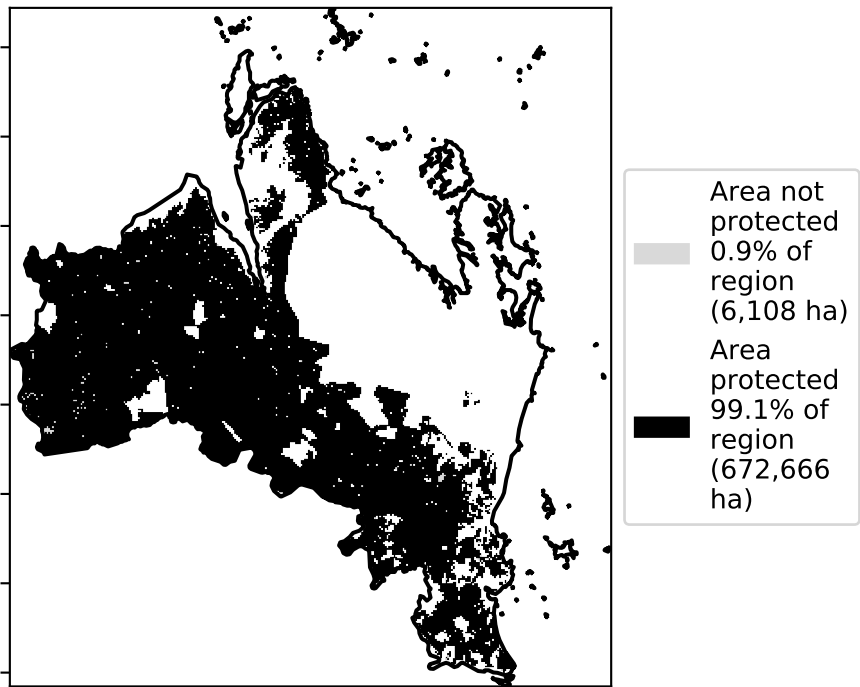 Area not
protected
0.9% of
region
(6,108 ha)
Area
protected
99.1% of
region
(672,666
ha)